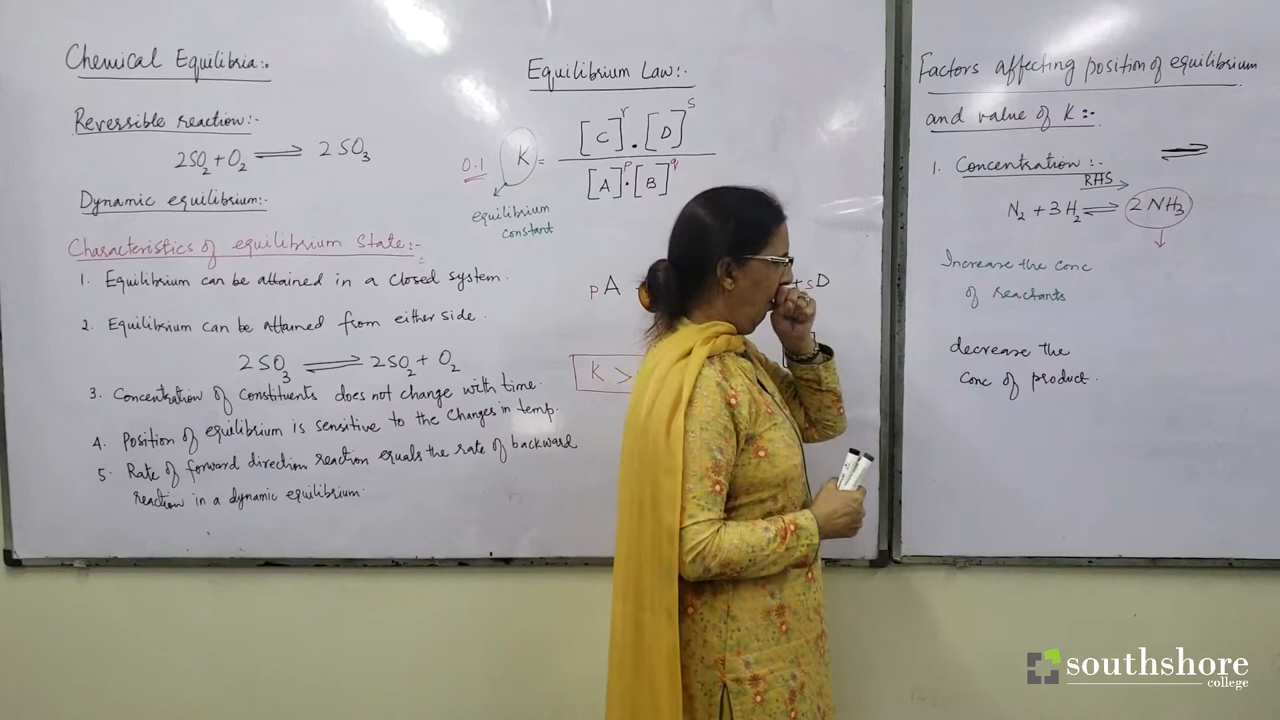 Chemical Equilibria:-
Reversible reaction:-
2SO₂ + O₂ ⇌ 2SO₃
Dynamic equilibrium:-
Characteristics of equilibrium State:-
1. Equilibrium can be attained in a closed system.
2. Equilibrium can be attained from either side.
2SO₃ ⇌ 2SO₂ + O₂
3. Concentration of constituents does not change with time.
4. Position of equilibrium is sensitive to the changes in temp.
5. Rate of forward direction reaction equals the rate of backward
reaction in a dynamic equilibrium.
Equilibrium Law:-
0.1 K = [C]^r . [D]^s / [A]^p . [B]^q
equilibrium
constant
pA + sD
K >
Factors affecting position of equilibrium
and value of K:-
1. Concentration:- ⇌
RHS
N₂ + 3H₂ ⇌ 2NH₃
Increase the conc
of reactants
decrease the
conc of product.
southshore
college